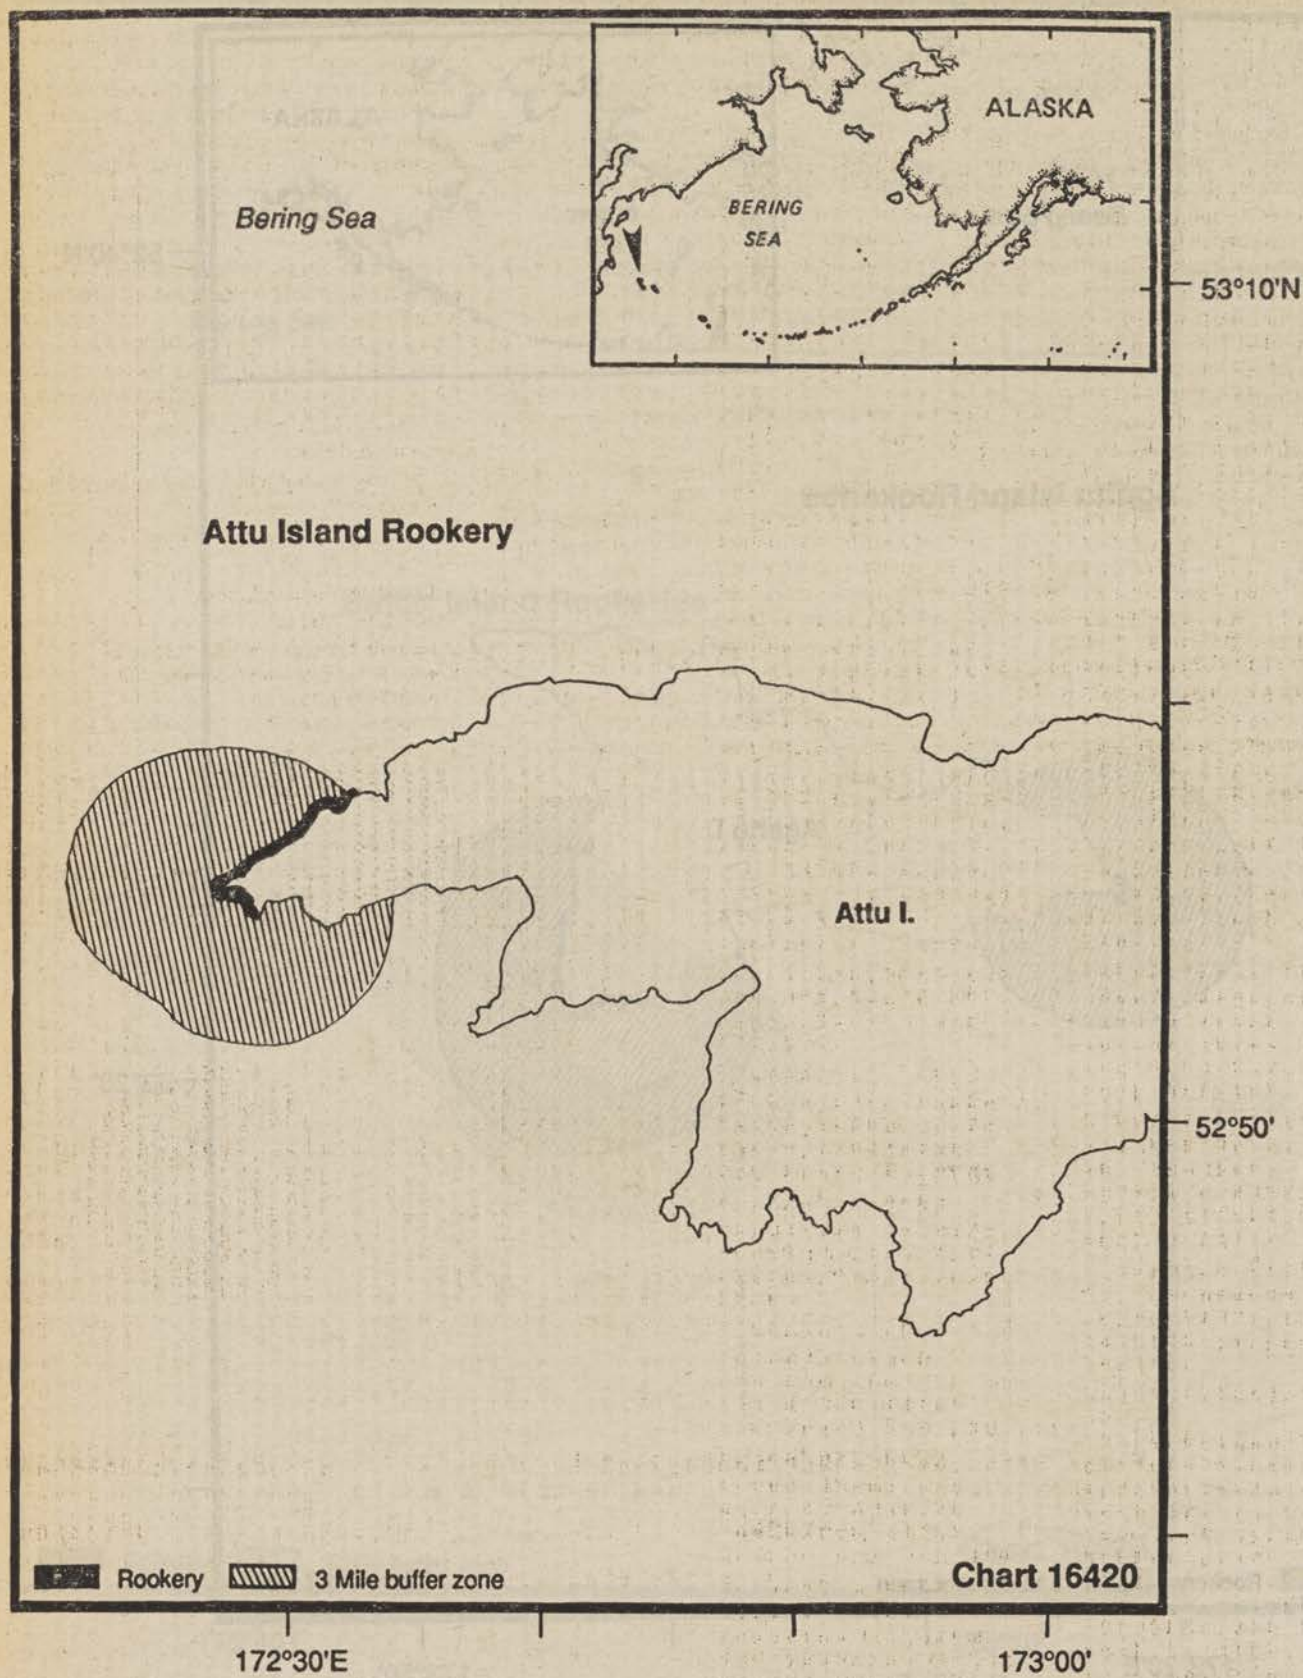 ALASKA
BERING
SEA
Bering Sea
53°10'N
Attu Island Rookery
Attu I.
52°50'
Rookery
3 Mile buffer zone
Chart 16420
172°30'E
173°00'